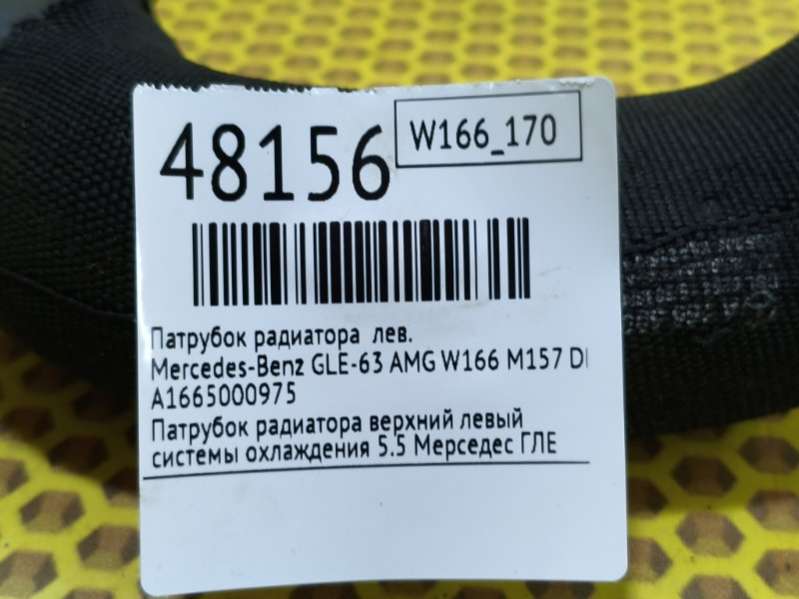 48156
W166_170
Патрубок радиатора лев.
Mercedes-Benz GLE-63 AMG W166 M157
A1665000975
Патрубок радиатора верхний левый
системы охлаждения 5.5 Мерседес ГЛЕ